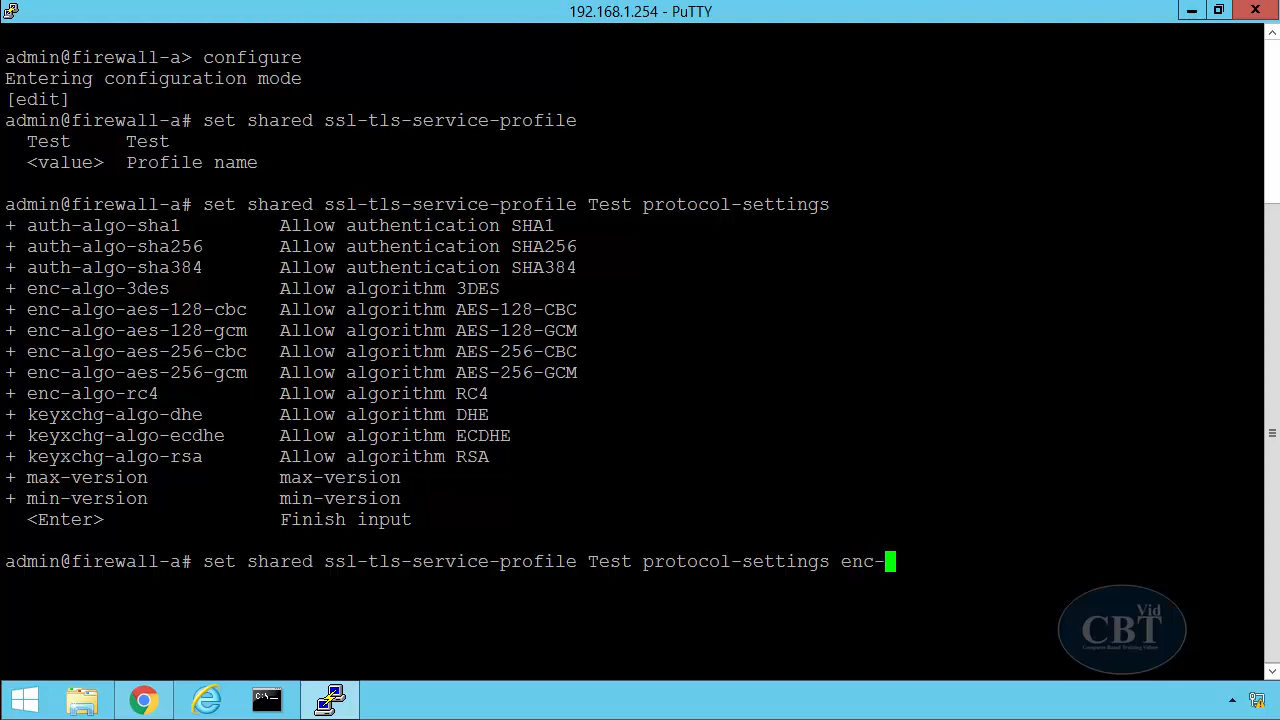 192.168.1.254 - PuTTY
admin@firewall-a> configure
Entering configuration mode
[edit]
admin@firewall-a# set shared ssl-tls-service-profile
  Test     Test
  <value>  Profile name
admin@firewall-a# set shared ssl-tls-service-profile Test protocol-settings
+ auth-algo-sha1         Allow authentication SHA1
+ auth-algo-sha256       Allow authentication SHA256
+ auth-algo-sha384       Allow authentication SHA384
+ enc-algo-3des          Allow algorithm 3DES
+ enc-algo-aes-128-cbc   Allow algorithm AES-128-CBC
+ enc-algo-aes-128-gcm   Allow algorithm AES-128-GCM
+ enc-algo-aes-256-cbc   Allow algorithm AES-256-CBC
+ enc-algo-aes-256-gcm   Allow algorithm AES-256-GCM
+ enc-algo-rc4           Allow algorithm RC4
+ keyxchg-algo-dhe       Allow algorithm DHE
+ keyxchg-algo-ecdhe     Allow algorithm ECDHE
+ keyxchg-algo-rsa       Allow algorithm RSA
+ max-version            max-version
+ min-version            min-version
  <Enter>                Finish input
admin@firewall-a# set shared ssl-tls-service-profile Test protocol-settings enc-
Vid
CBT
Computer Based Training Videos
C:\_